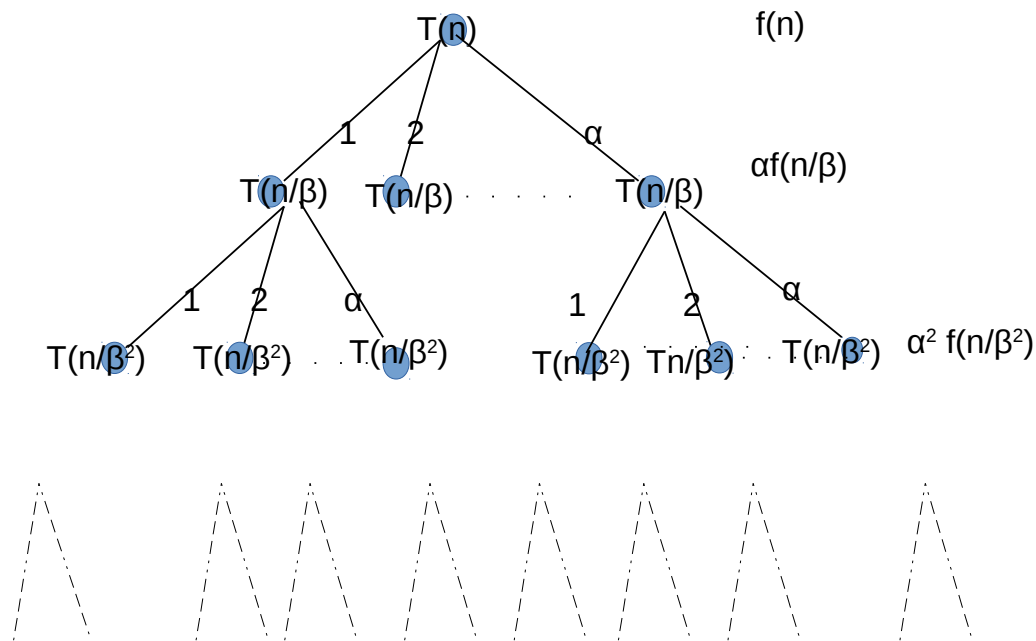 T(n) f(n)
1 2 α
αf(n/β)
T(n/β) T(n/β) . . . . . T(n/β)
1 2 α 1 2 α
T(n/β²) T(n/β²) T(n/β²) T(n/β²) Tn/β²) T(n/β²) α² f(n/β²)